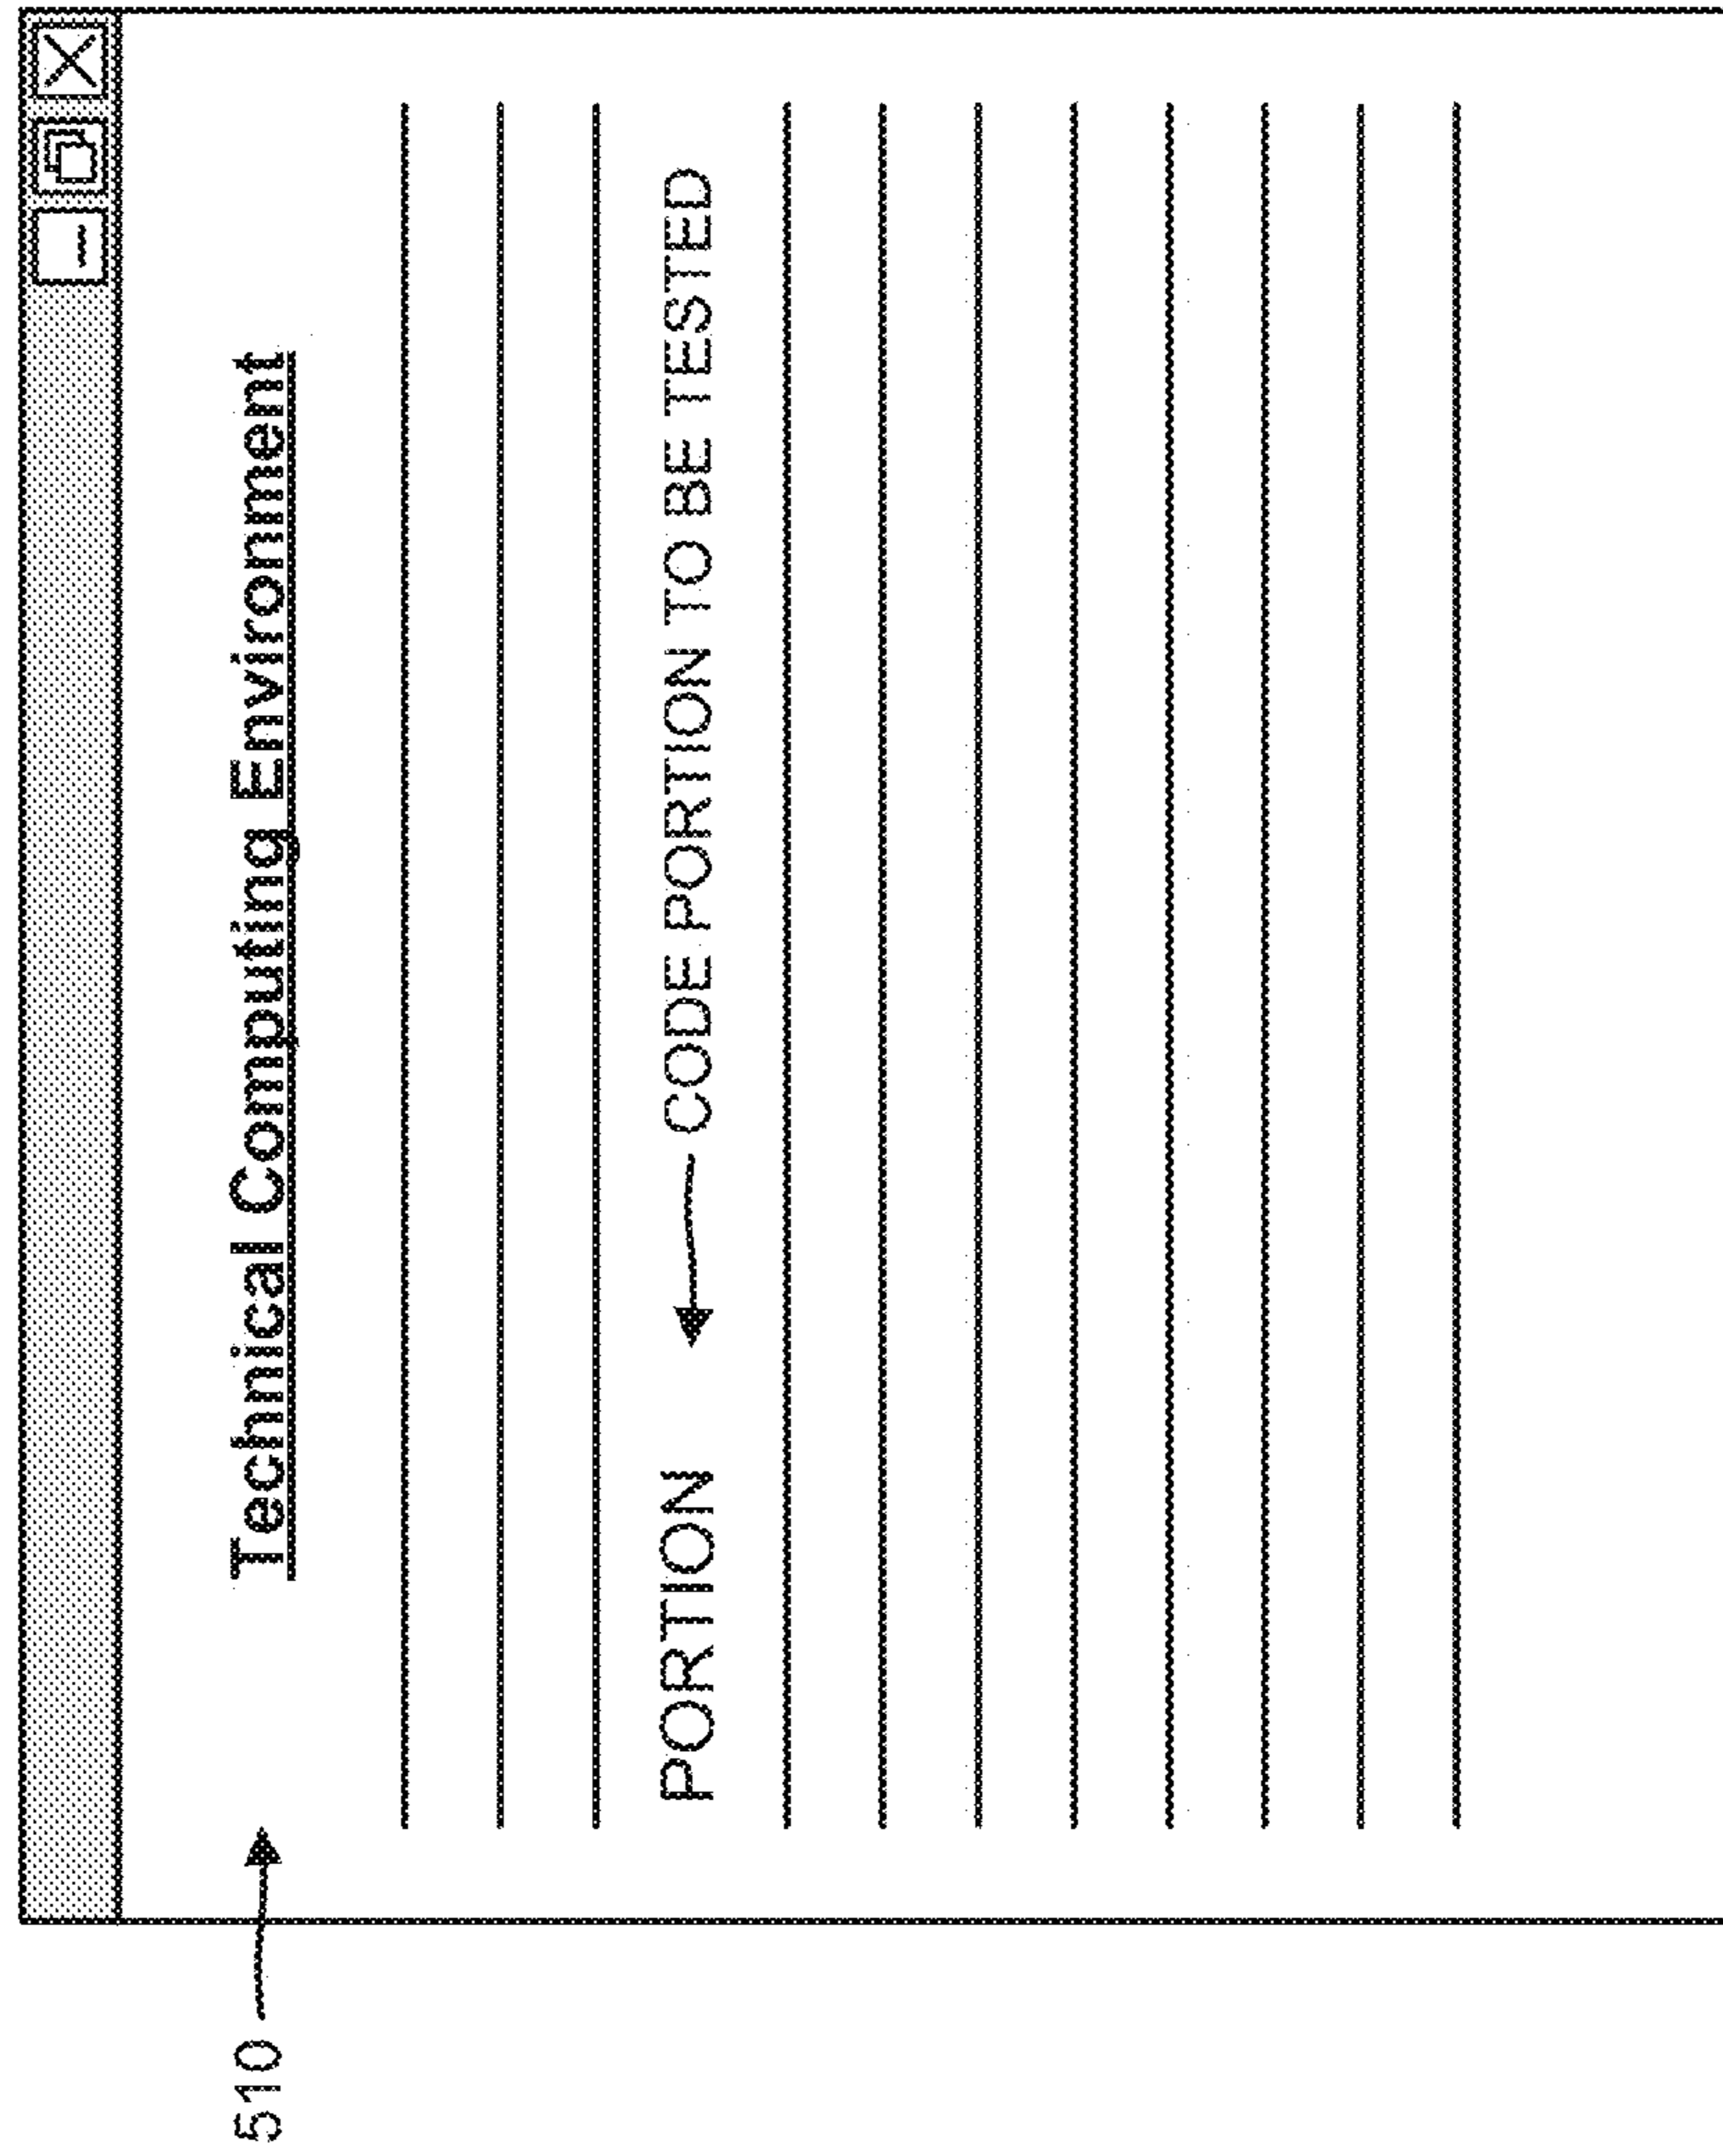 510
Technical Computing Environment
PORTION CODE PORTION TO BE TESTED